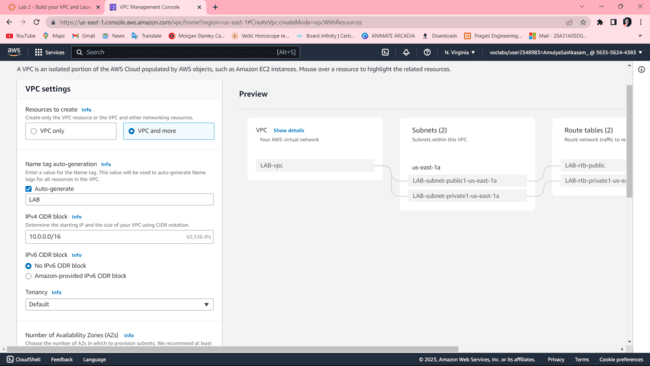 Lab 2 - Build your VPC and Laun
VPC Management Console
https://us-east-1.console.aws.amazon.com/vpc/home?region=us-east-1#CreateVpc:createMode=vpcWithResources
YouTube
Maps
Gmail
News
Translate
Morgan Stanley Ca...
Vedic Horoscope re...
Board Infinity | Certi...
ANIMATE ARCADIA
Downloads
Pragati Engineering...
Mail - 20A31A05D0...
aws
Services
Search
[Alt+S]
N. Virginia
voclabs/user2348983=AmulyaSaiAkasam_ @ 3635-5624-4383
A VPC is an isolated portion of the AWS Cloud populated by AWS objects, such as Amazon EC2 instances. Mouse over a resource to highlight the related resources.
VPC settings
Resources to create Info
Create only the VPC resource or the VPC and other networking resources.
VPC only
VPC and more
Name tag auto-generation Info
Enter a value for the Name tag. This value will be used to auto-generate Name
tags for all resources in the VPC.
Auto-generate
LAB
IPv4 CIDR block Info
Determine the starting IP and the size of your VPC using CIDR notation.
10.0.0.0/16
65,536 IPs
IPv6 CIDR block Info
No IPv6 CIDR block
Amazon-provided IPv6 CIDR block
Tenancy Info
Default
Number of Availability Zones (AZs) Info
Choose the number of AZs in which to provision subnets. We recommend at least
Preview
VPC Show details
Your AWS virtual network
LAB-vpc
Subnets (2)
Subnets within this VPC
us-east-1a
LAB-subnet-public1-us-east-1a
LAB-subnet-private1-us-east-1a
Route tables (2)
Route network traffic to re
LAB-rtb-public
LAB-rtb-private1-us-ea
CloudShell
Feedback
Language
© 2023, Amazon Web Services, Inc. or its affiliates.
Privacy
Terms
Cookie preferences